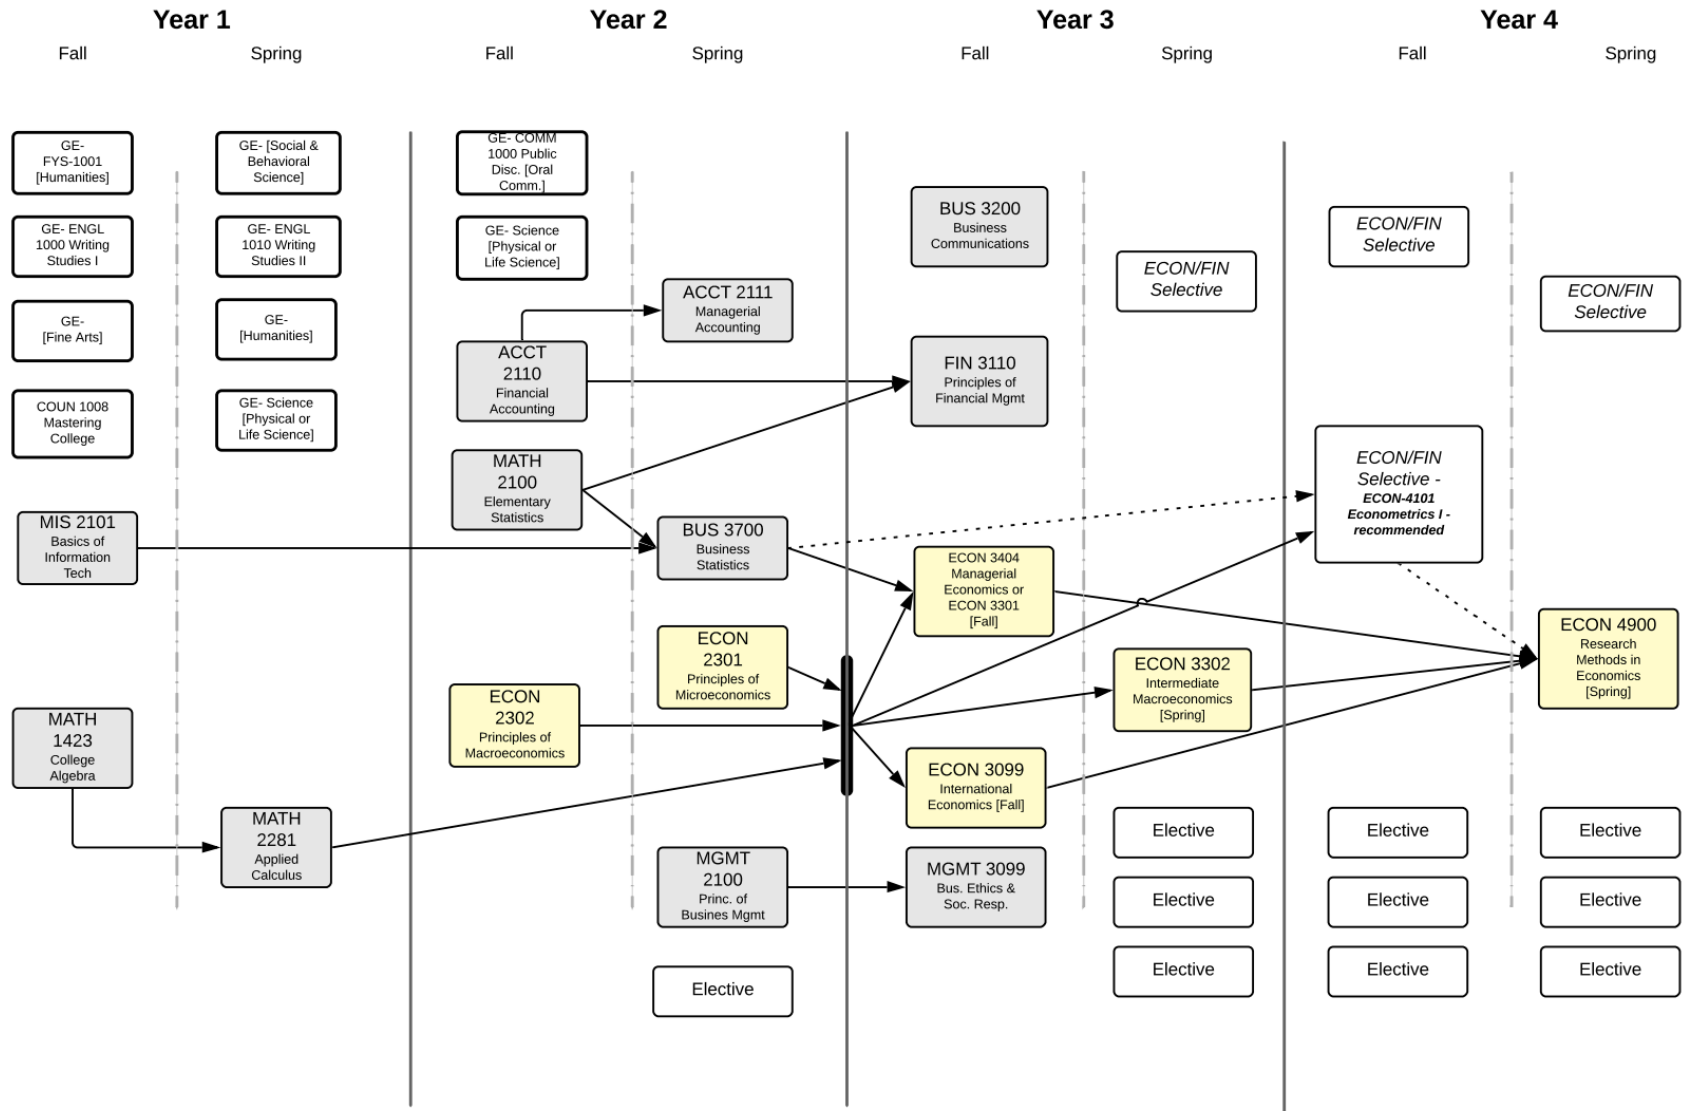 Year 1
Year 2
Year 3
Year 4
Fall
Spring
Fall
Spring
Fall
Spring
Fall
Spring
GE-
FYS-1001
[Humanities]
GE- ENGL
1000 Writing
Studies I
GE-
[Fine Arts]
COUN 1008
Mastering
College
MIS 2101
Basics of
Information
Tech
MATH
1423
College
Algebra
GE- [Social &
Behavioral
Science]
GE- ENGL
1010 Writing
Studies II
GE-
[Humanities]
GE- Science
[Physical or
Life Science]
MATH
2281
Applied
Calculus
GE- COMM
1000 Public
Disc. [Oral
Comm.]
GE- Science
[Physical or
Life Science]
ACCT
2110
Financial
Accounting
MATH
2100
Elementary
Statistics
ECON
2302
Principles of
Macroeconomics
ACCT 2111
Managerial
Accounting
BUS 3700
Business
Statistics
ECON
2301
Principles of
Microeconomics
MGMT
2100
Princ. of
Busines Mgmt
Elective
BUS 3200
Business
Communications
FIN 3110
Principles of
Financial Mgmt
ECON 3404
Managerial
Economics or
ECON 3301
[Fall]
ECON 3099
International
Economics [Fall]
MGMT 3099
Bus. Ethics &
Soc. Resp.
ECON/FIN
Selective
ECON 3302
Intermediate
Macroeconomics
[Spring]
Elective
Elective
Elective
ECON/FIN
Selective
ECON/FIN
Selective -
ECON-4101
Econometrics I -
recommended
Elective
Elective
Elective
ECON/FIN
Selective
ECON 4900
Research
Methods in
Economics
[Spring]
Elective
Elective
Elective